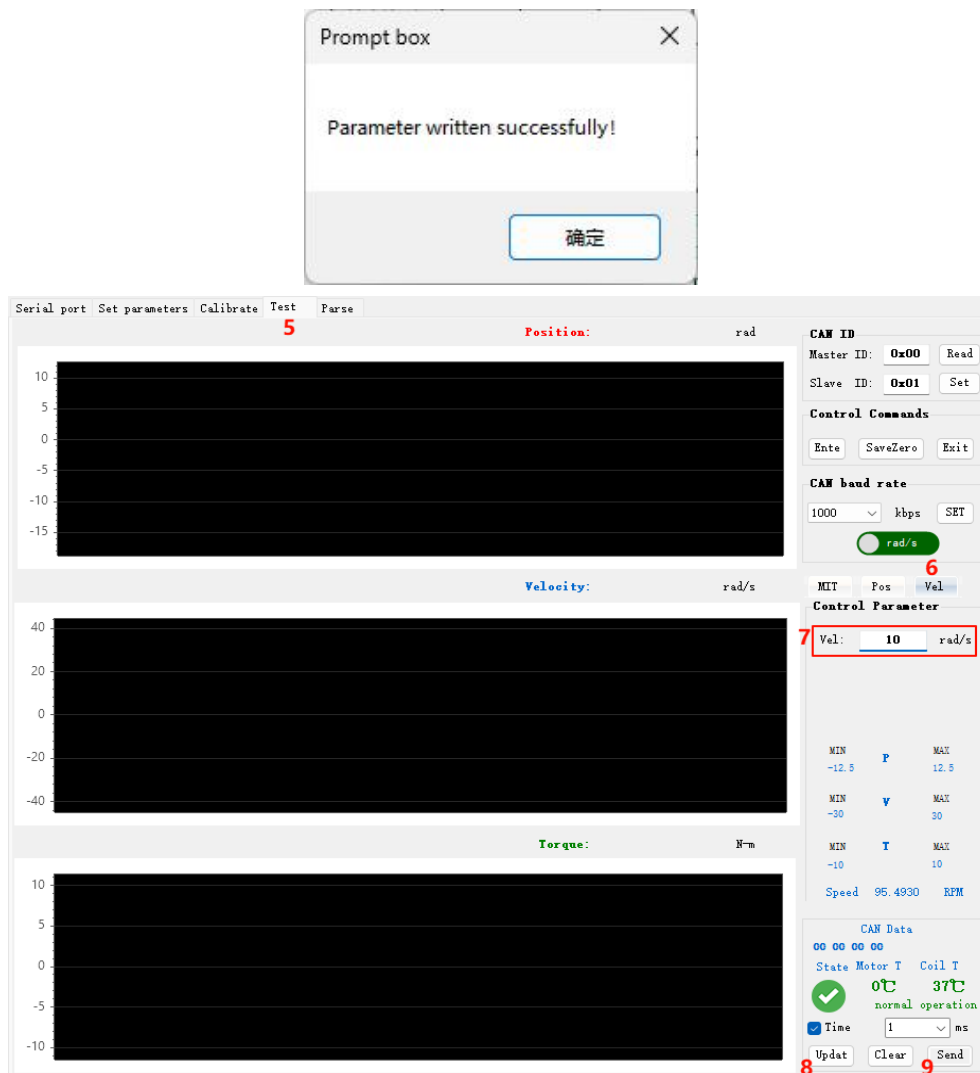 Prompt box
Parameter written successfully!
确定
Serial port Set parameters Calibrate Test Parse
5
Position: rad
10
5
0
-5
-10
-15
CAN ID
Master ID: 0x00 Read
Slave ID: 0x01 Set
Control Commands
Ente SaveZero Exit
CAN baud rate
1000 kbps SET
rad/s
6
Velocity: rad/s
40
20
0
-20
-40
MIT Pos Vel
Control Parameter
7 Vel: 10 rad/s
MIN P MAX
-12.5 12.5
MIN V MAX
-30 30
MIN T MAX
-10 10
Speed 95.4930 RPM
Torque: N-m
10
5
0
-5
-10
CAN Data
00 00 00 00
State Motor T Coil T
0℃ 37℃
normal operation
Time 1 ms
Updat Clear Send
8 9